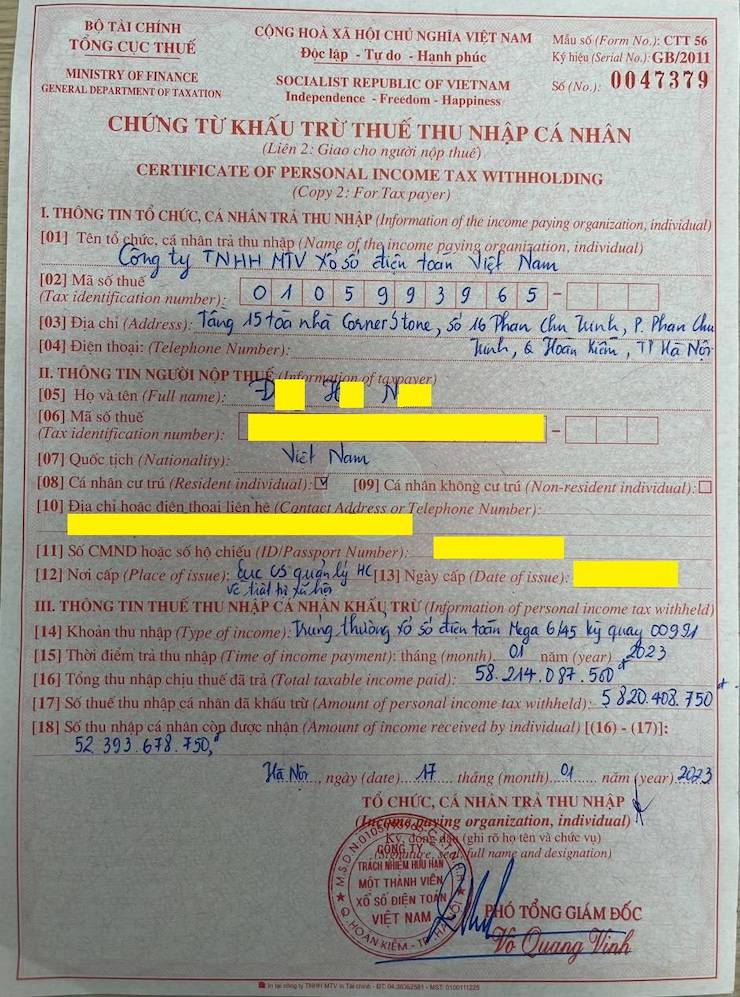 BỘ TÀI CHÍNH
TỔNG CỤC THUẾ
MINISTRY OF FINANCE
GENERAL DEPARTMENT OF TAXATION
CỘNG HOÀ XÃ HỘI CHỦ NGHĨA VIỆT NAM
Độc lập - Tự do - Hạnh phúc
SOCIALIST REPUBLIC OF VIETNAM
Independence - Freedom - Happiness
Mẫu số (Form No.): CTT 56
Ký hiệu (Serial No.): GB/2011
Số (No.): 0047379
CHỨNG TỪ KHẤU TRỪ THUẾ THU NHẬP CÁ NHÂN
(Liên 2: Giao cho người nộp thuế)
CERTIFICATE OF PERSONAL INCOME TAX WITHHOLDING
(Copy 2: For Tax payer)
I. THÔNG TIN TỔ CHỨC, CÁ NHÂN TRẢ THU NHẬP (Information of the income paying organization, individual)
[01] Tên tổ chức, cá nhân trả thu nhập (Name of the income paying organization, individual)
Công ty TNHH MTV Xổ số điện toán Việt Nam
[02] Mã số thuế
(Tax identification number): 0 1 0 5 9 9 3 9 6 5 -
[03] Địa chỉ (Address): Tầng 15 toà nhà CornerStone, số 16 Phan Chu Trinh, P. Phan Chu
[04] Điện thoại: (Telephone Number): Trinh, Q Hoàn Kiếm, TP Hà Nội
II. THÔNG TIN NGƯỜI NỘP THUẾ (Information of taxpayer)
[05] Họ và tên (Full name): Đ H N
[06] Mã số thuế
(Tax identification number): -
[07] Quốc tịch (Nationality): Việt Nam
[08] Cá nhân cư trú (Resident individual): ☑ [09] Cá nhân không cư trú (Non-resident individual): ☐
[10] Địa chỉ hoặc điện thoại liên hệ (Contact Address or Telephone Number):
[11] Số CMND hoặc số hộ chiếu (ID/Passport Number):
[12] Nơi cấp (Place of issue): Cục CS quản lý HC [13] Ngày cấp (Date of issue):
về trật tự xã hội
III. THÔNG TIN THUẾ THU NHẬP CÁ NHÂN KHẤU TRỪ (Information of personal income tax withheld)
[14] Khoản thu nhập (Type of income): Trúng thưởng xổ số điện toán Mega 6/45 kỳ quay 00991
[15] Thời điểm trả thu nhập (Time of income payment): tháng (month). 01 năm (year) 2023
[16] Tổng thu nhập chịu thuế đã trả (Total taxable income paid): 58.214.087.500đ
[17] Số thuế thu nhập cá nhân đã khấu trừ (Amount of personal income tax withheld): 5 820.408.750đ
[18] Số thu nhập cá nhân còn được nhận (Amount of income received by individual) [(16) - (17)]:
52 393.678.750,đ
Hà Nội, ngày (date) 17 tháng (month) 01 năm (year) 2023
TỔ CHỨC, CÁ NHÂN TRẢ THU NHẬP
(Income paying organization, individual)
Ký, đóng dấu (ghi rõ họ tên và chức vụ)
(Signature, seal, full name and designation)
CÔNG TY
TRÁCH NHIỆM HỮU HẠN
MỘT THÀNH VIÊN
XỔ SỐ ĐIỆN TOÁN
VIỆT NAM
Q. HOÀN KIẾM - TP. HÀ NỘI
PHÓ TỔNG GIÁM ĐỐC
Võ Quang Vinh
In tại công ty TNHH MTV in Tài chính - ĐT: 04.38362581 - MST: 0100111225